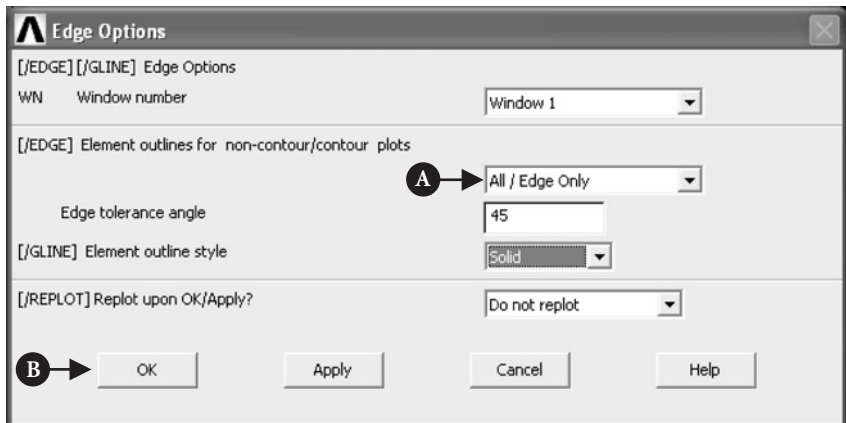 Edge Options
[/EDGE] [/GLINE] Edge Options
WN Window number Window 1
[/EDGE] Element outlines for non-contour/contour plots
A All / Edge Only
Edge tolerance angle 45
[/GLINE] Element outline style Solid
[/REPLOT] Replot upon OK/Apply? Do not replot
B OK Apply Cancel Help